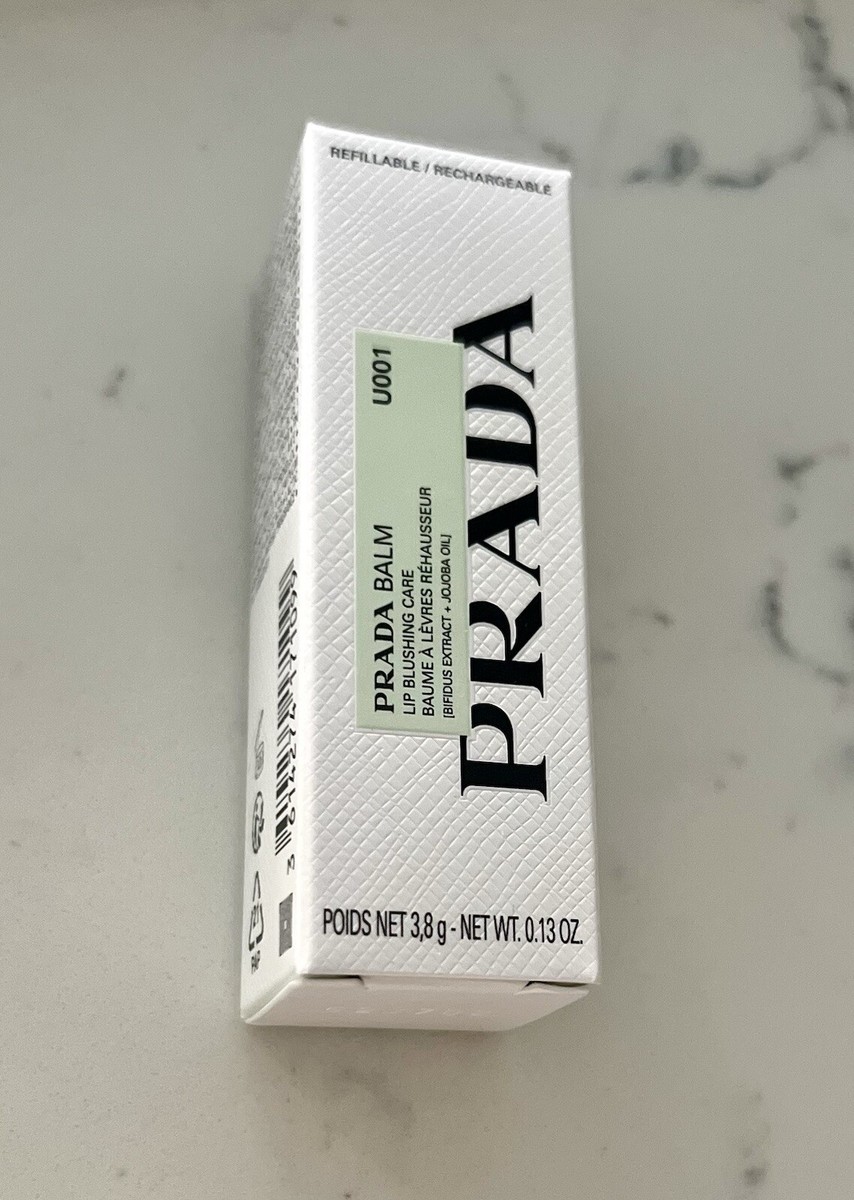 REFILLABLE / RECHARGEABLE
PRADA
PRADA BALM
U001
LIP BLUSHING CARE
BAUME À LÈVRES RÉHAUSSEUR
[BIFIDUS EXTRACT + JOJOBA OIL]
POIDS NET 3,8 g - NET WT. 0.13 OZ.
PAP